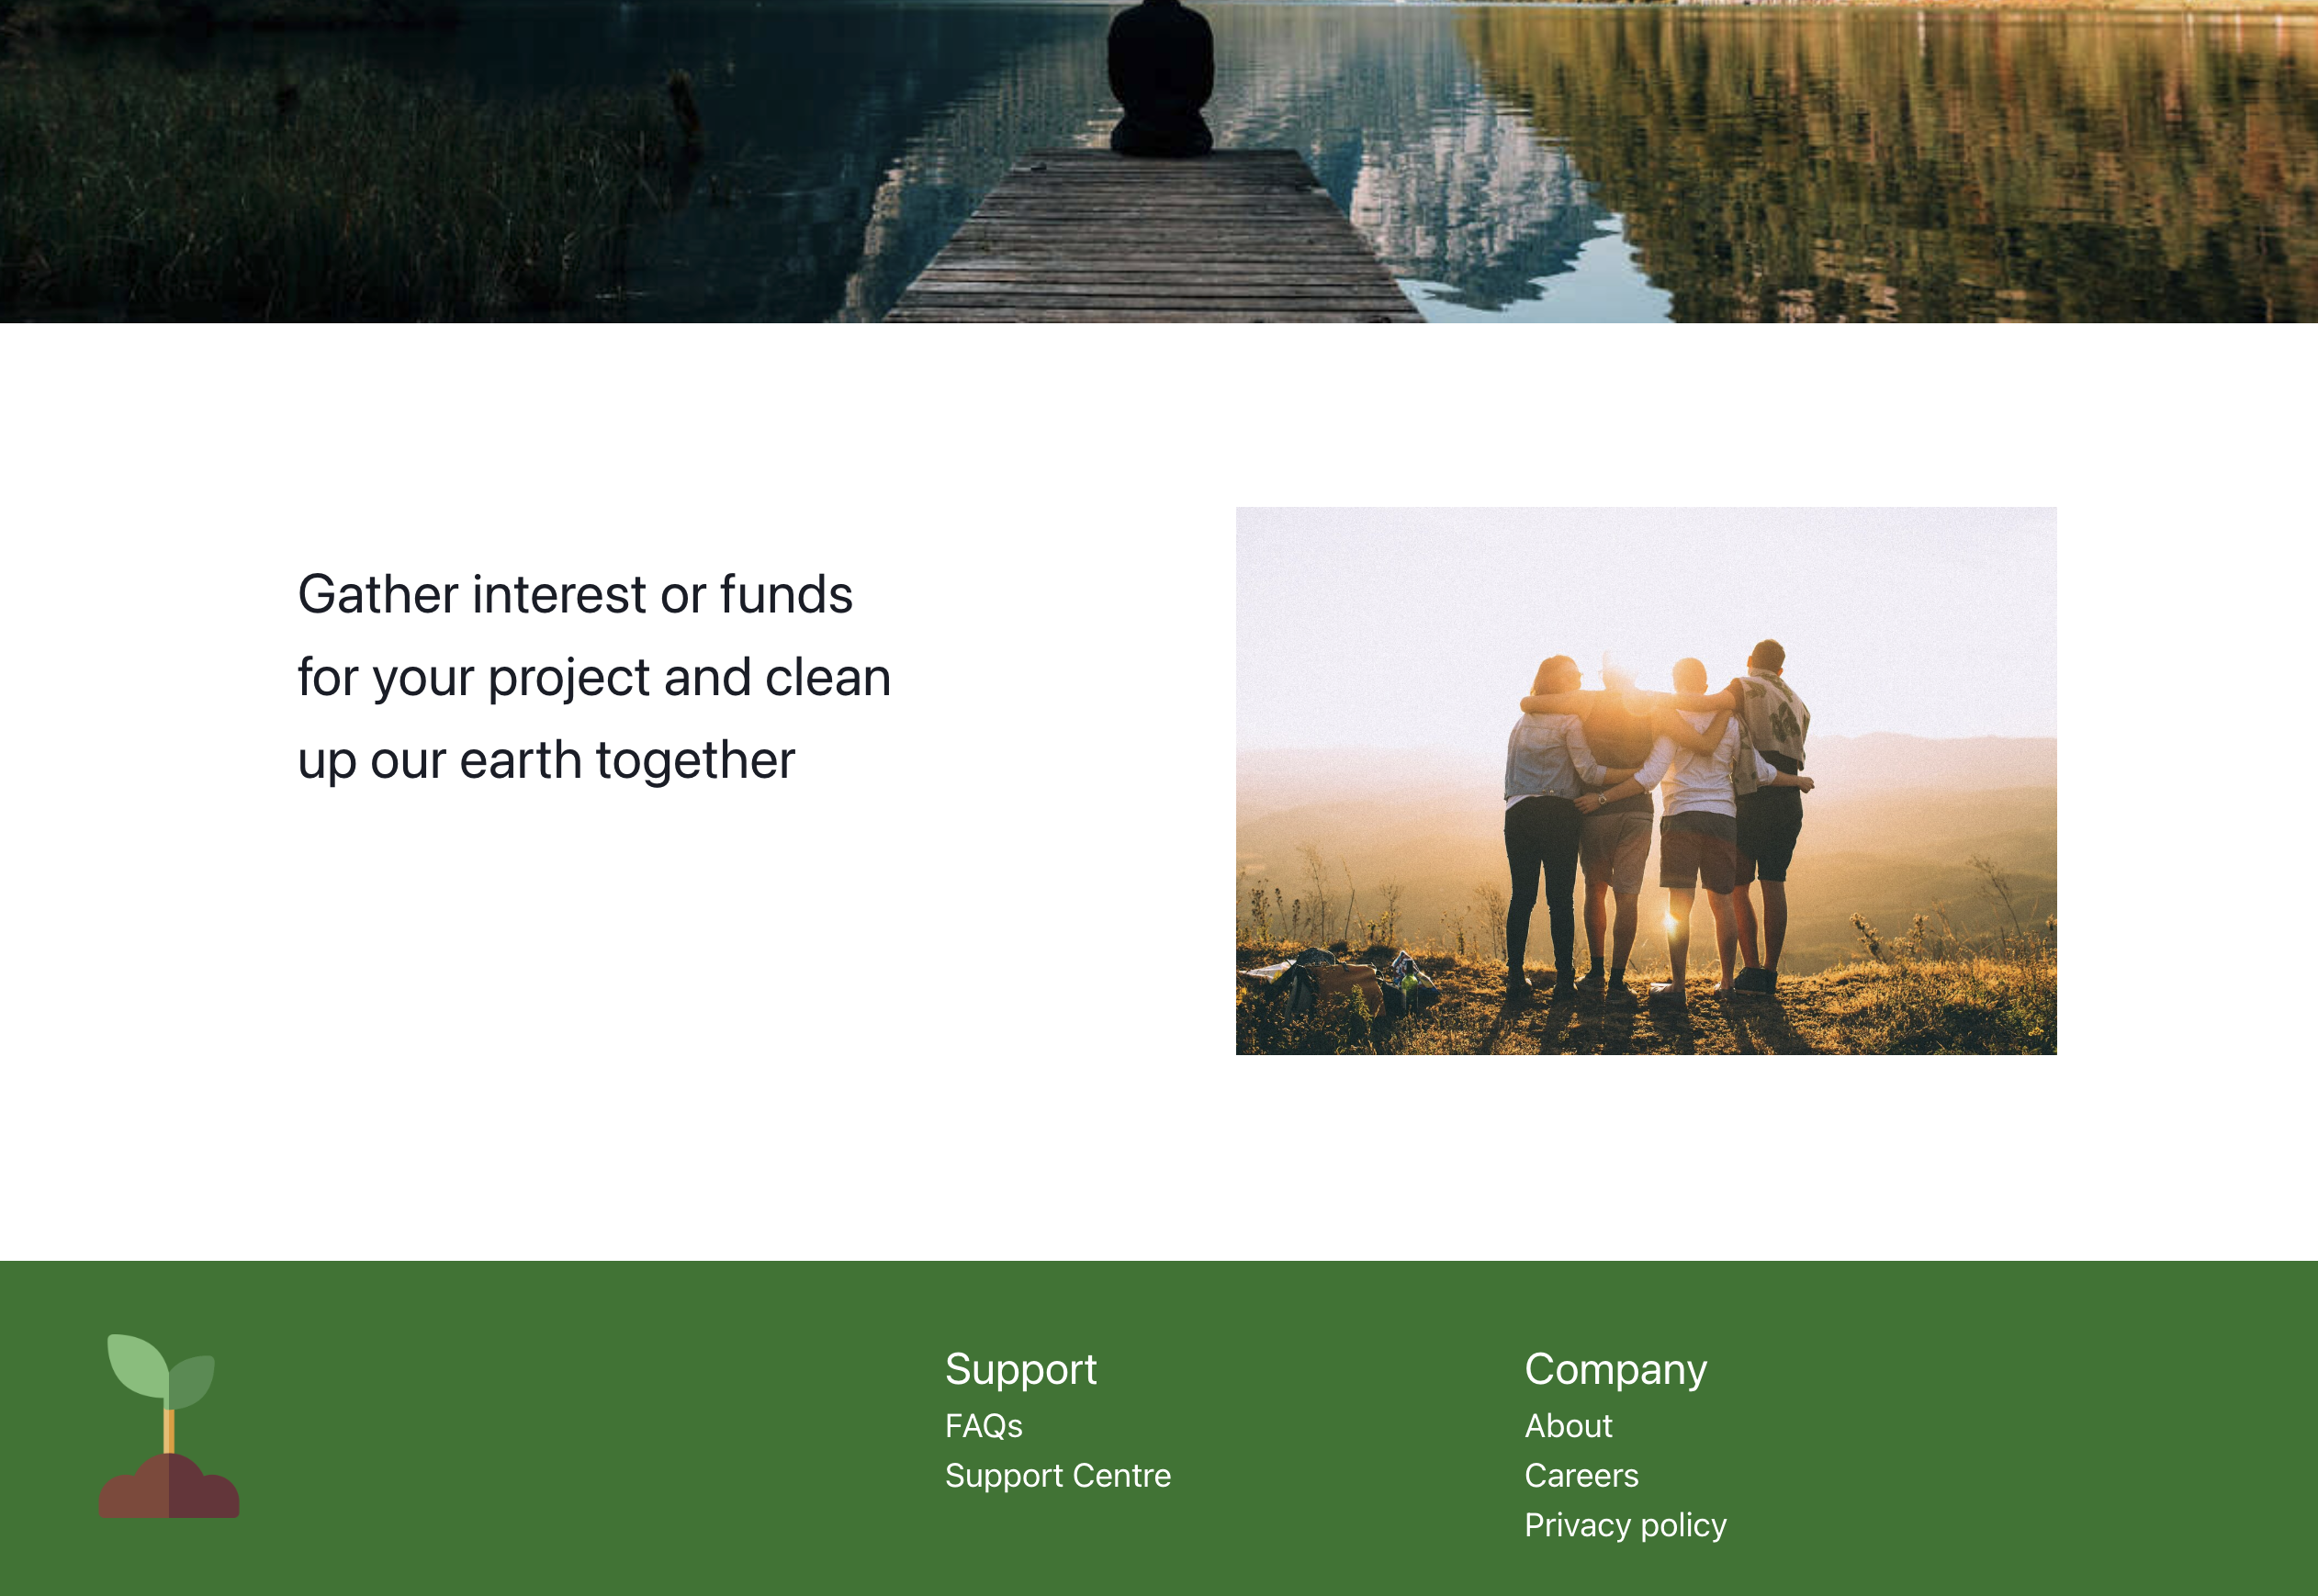 Gather interest or funds
for your project and clean
up our earth together
Support
FAQs
Support Centre
Company
About
Careers
Privacy policy